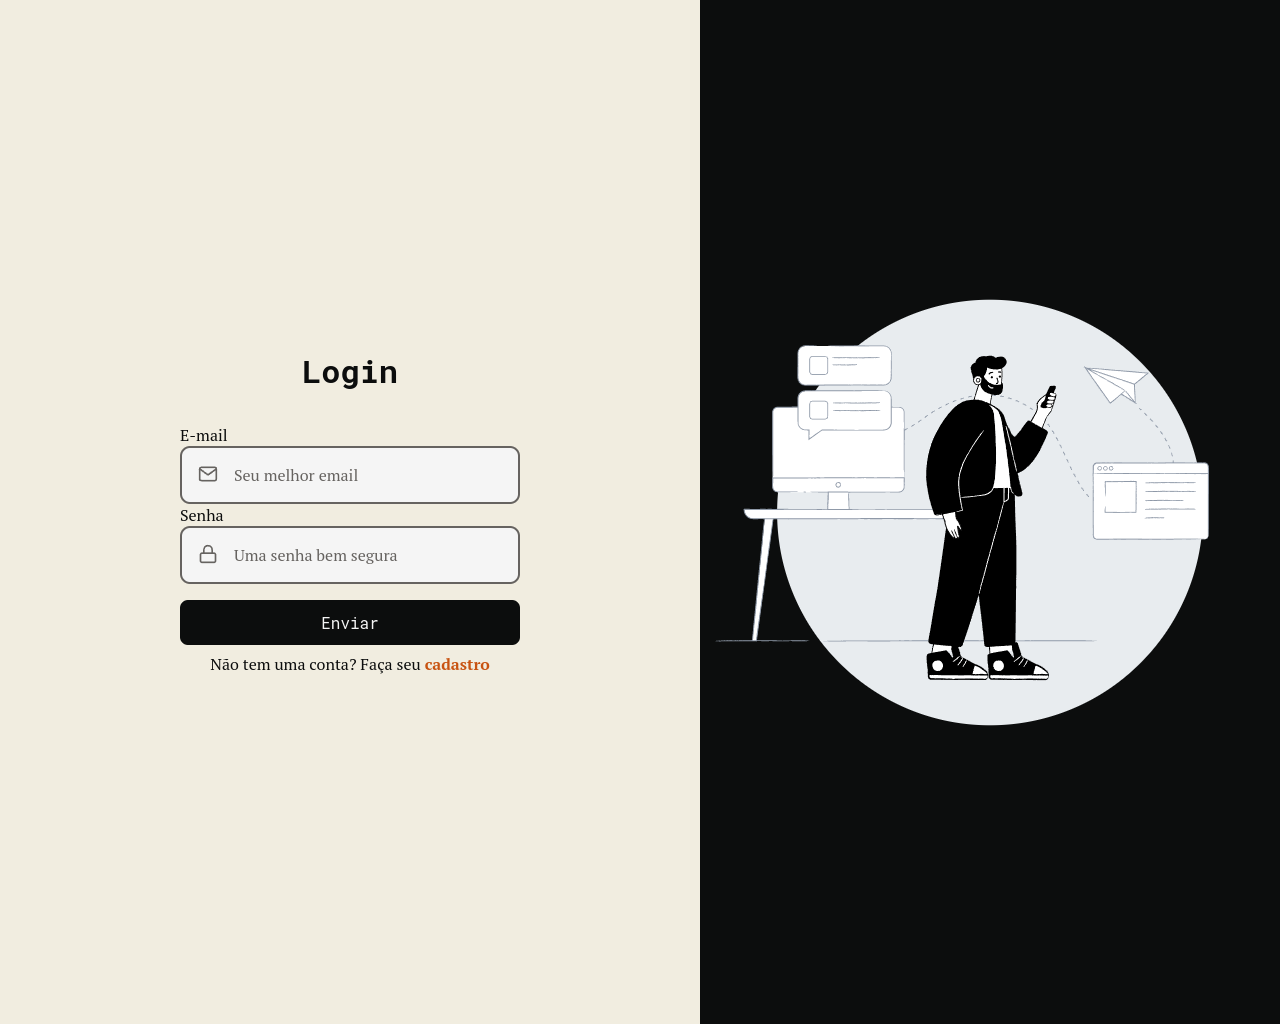 Login
E-mail
Seu melhor email
Senha
Uma senha bem segura
Enviar
Não tem uma conta? Faça seu cadastro